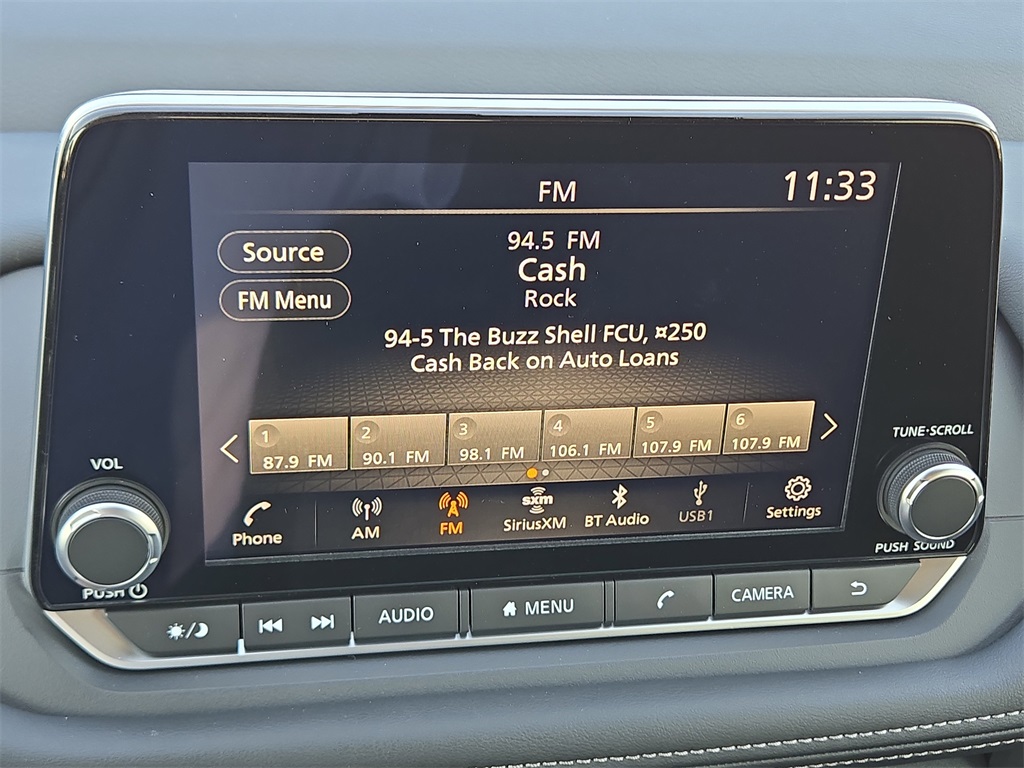 FM
11:33
Source
FM Menu
94.5 FM
Cash
Rock
94-5 The Buzz Shell FCU, ¤250
Cash Back on Auto Loans
1
87.9 FM
2
90.1 FM
3
98.1 FM
4
106.1 FM
5
107.9 FM
6
107.9 FM
VOL
PUSH
TUNE·SCROLL
PUSH SOUND
Phone
AM
FM
sxm
SiriusXM
BT Audio
USB1
Settings
AUDIO
MENU
CAMERA